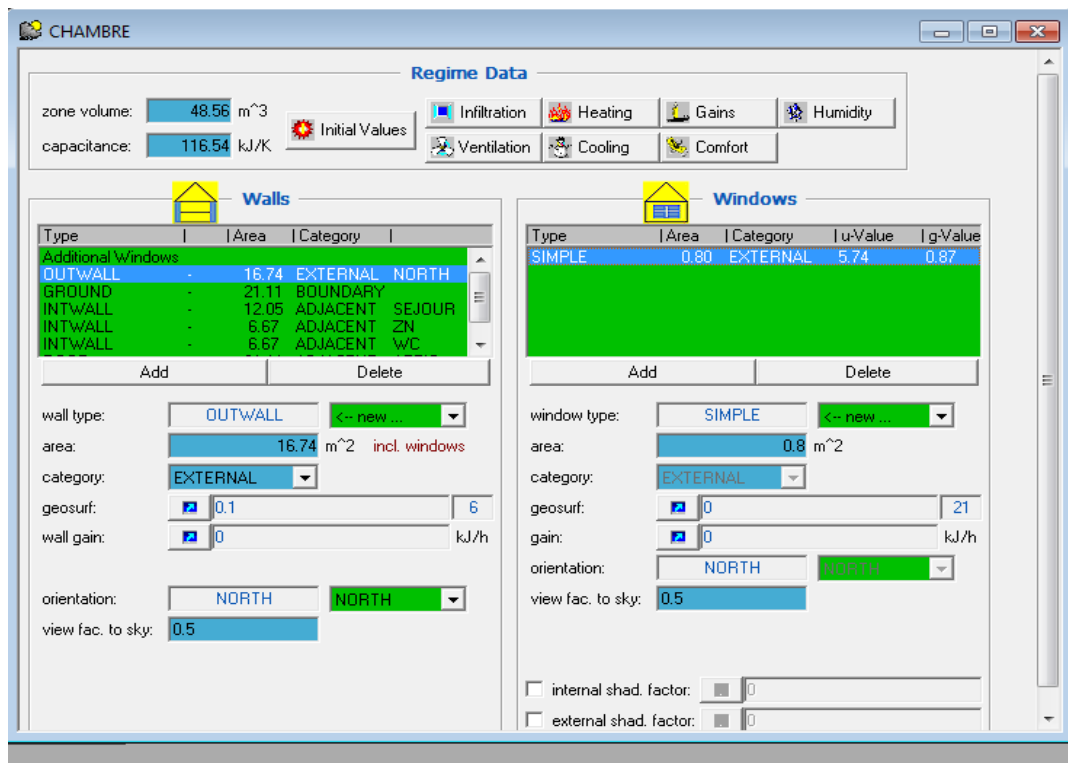 CHAMBRE
Regime Data
zone volume: 48.56 m^3
capacitance: 116.54 kJ/K
Initial Values
Infiltration Heating Gains Humidity
Ventilation Cooling Comfort
Walls
Type | | Area | Category |
Additional Windows
OUTWALL - 16.74 EXTERNAL NORTH
GROUND - 21.11 BOUNDARY
INTWALL - 12.05 ADJACENT SEJOUR
INTWALL - 6.67 ADJACENT ZN
INTWALL - 6.67 ADJACENT WC
Add Delete
wall type: OUTWALL <-- new ...
area: 16.74 m^2 incl. windows
category: EXTERNAL
geosurf: 0.1 6
wall gain: 0 kJ/h
orientation: NORTH NORTH
view fac. to sky: 0.5
Windows
Type | Area | Category | u-Value | g-Value
SIMPLE 0.80 EXTERNAL 5.74 0.87
Add Delete
window type: SIMPLE <-- new ...
area: 0.8 m^2
category: EXTERNAL
geosurf: 0 21
gain: 0 kJ/h
orientation: NORTH NORTH
view fac. to sky: 0.5
internal shad. factor: 0
external shad. factor: 0